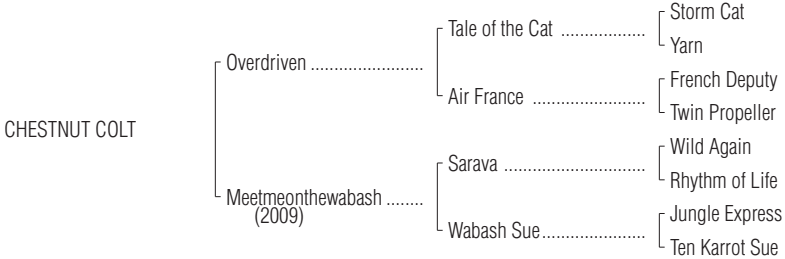 Storm Cat
Tale of the Cat ...................
Yarn
Overdriven .........................
French Deputy
Air France .........................
Twin Propeller
CHESTNUT COLT
Wild Again
Sarava ................................
Rhythm of Life
Meetmeonthewabash ........
(2009)
Jungle Express
Wabash Sue.......................
Ten Karrot Sue